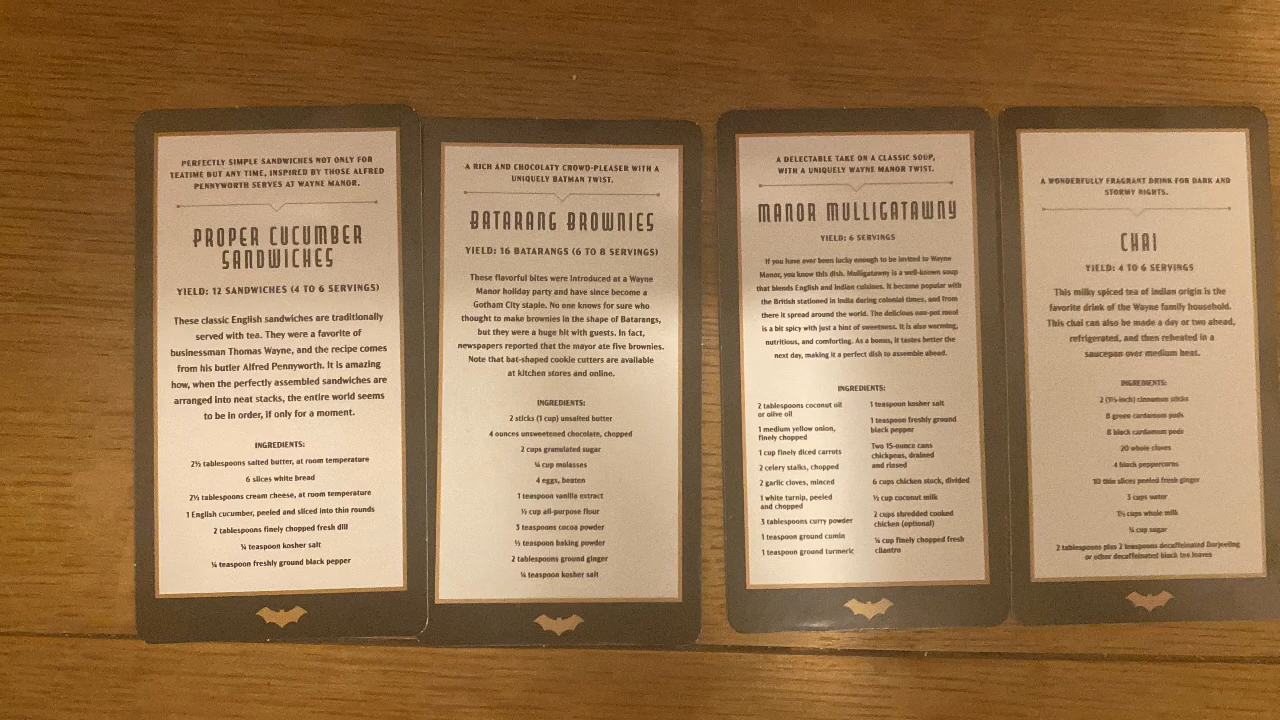 PERFECTLY SIMPLE SANDWICHES NOT ONLY FOR
TEATIME BUT ANY TIME, INSPIRED BY THOSE ALFRED
PENNYWORTH SERVES AT WAYNE MANOR.
PROPER CUCUMBER
SANDWICHES
YIELD: 12 SANDWICHES (4 TO 6 SERVINGS)
These classic English sandwiches are traditionally
served with tea. They were a favorite of
businessman Thomas Wayne, and the recipe comes
from his butler Alfred Pennyworth. It is amazing
how, when the perfectly assembled sandwiches are
arranged into neat stacks, the entire world seems
to be in order, if only for a moment.
INGREDIENTS:
2½ tablespoons salted butter, at room temperature
6 slices white bread
2½ tablespoons cream cheese, at room temperature
1 English cucumber, peeled and sliced into thin rounds
2 tablespoons finely chopped fresh dill
¼ teaspoon kosher salt
¼ teaspoon freshly ground black pepper
A RICH AND CHOCOLATY CROWD-PLEASER WITH A
UNIQUELY BATMAN TWIST.
BATARANG BROWNIES
YIELD: 16 BATARANGS (6 TO 8 SERVINGS)
These flavorful bites were introduced at a Wayne
Manor holiday party and have since become a
Gotham City staple. No one knows for sure who
thought to make brownies in the shape of Batarangs,
but they were a huge hit with guests. In fact,
newspapers reported that the mayor ate five brownies.
Note that bat-shaped cookie cutters are available
at kitchen stores and online.
INGREDIENTS:
2 sticks (1 cup) unsalted butter
4 ounces unsweetened chocolate, chopped
2 cups granulated sugar
¼ cup molasses
4 eggs, beaten
1 teaspoon vanilla extract
½ cup all-purpose flour
3 teaspoons cocoa powder
½ teaspoon baking powder
2 tablespoons ground ginger
¼ teaspoon kosher salt
A DELECTABLE TAKE ON A CLASSIC SOUP,
WITH A UNIQUELY WAYNE MANOR TWIST.
MANOR MULLIGATAWNY
YIELD: 6 SERVINGS
If you have ever been lucky enough to be invited to Wayne
Manor, you know this dish. Mulligatawny is a well-known soup
that blends English and Indian cuisines. It became popular with
the British stationed in India during colonial times, and from
there it spread around the world. The delicious one-pot meal
is a bit spicy with just a hint of sweetness. It is also warming,
nutritious, and comforting. As a bonus, it tastes better the
next day, making it a perfect dish to assemble ahead.
INGREDIENTS:
2 tablespoons coconut oil
or olive oil
1 medium yellow onion,
finely chopped
1 cup finely diced carrots
2 celery stalks, chopped
2 garlic cloves, minced
1 white turnip, peeled
and chopped
3 tablespoons curry powder
1 teaspoon ground cumin
1 teaspoon ground turmeric
1 teaspoon kosher salt
1 teaspoon freshly ground
black pepper
Two 15-ounce cans
chickpeas, drained
and rinsed
6 cups chicken stock, divided
½ cup coconut milk
2 cups shredded cooked
chicken (optional)
¼ cup finely chopped fresh
cilantro
A WONDERFULLY FRAGRANT DRINK FOR DARK AND
STORMY NIGHTS.
CHAI
YIELD: 4 TO 6 SERVINGS
This milky spiced tea of Indian origin is the
favorite drink of the Wayne family household.
This chai can also be made a day or two ahead,
refrigerated, and then reheated in a
saucepan over medium heat.
INGREDIENTS:
2 cinnamon sticks
8 green cardamom pods
8 black cardamom pods
20 whole cloves
4 black peppercorns
10 thin slices peeled fresh ginger
3 cups water
1½ cups whole milk
¼ cup sugar
2 tablespoons plus 2 teaspoons decaffeinated Darjeeling
or other decaffeinated black tea leaves